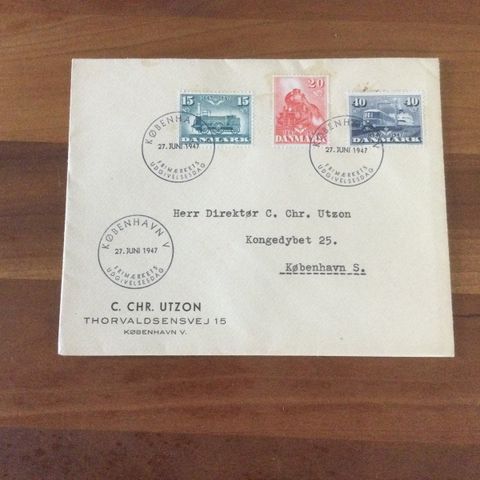 15 15
DANMARK
20
DANMARK
40 40
DANMARK
KØBENHAVN V
27. JUNI 1947
FRIMÆRKETS
UDGIVELSESDAG
KØBENHAVN V
27. JUNI 1947
FRIMÆRKETS
UDGIVELSESDAG
Herr Direktør C. Chr. Utzon
Kongedybet 25.
København S.
KØBENHAVN V
27. JUNI 1947
FRIMÆRKETS
UDGIVELSESDAG
C. CHR. UTZON
THORVALDSENSVEJ 15
KØBENHAVN V.